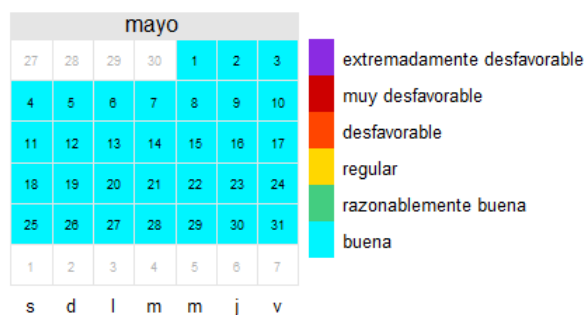 mayo
27 28 29 30 1 2 3
4 5 6 7 8 9 10
11 12 13 14 15 16 17
18 19 20 21 22 23 24
25 26 27 28 29 30 31
1 2 3 4 5 6 7
s d l m m j v
extremadamente desfavorable
muy desfavorable
desfavorable
regular
razonablemente buena
buena